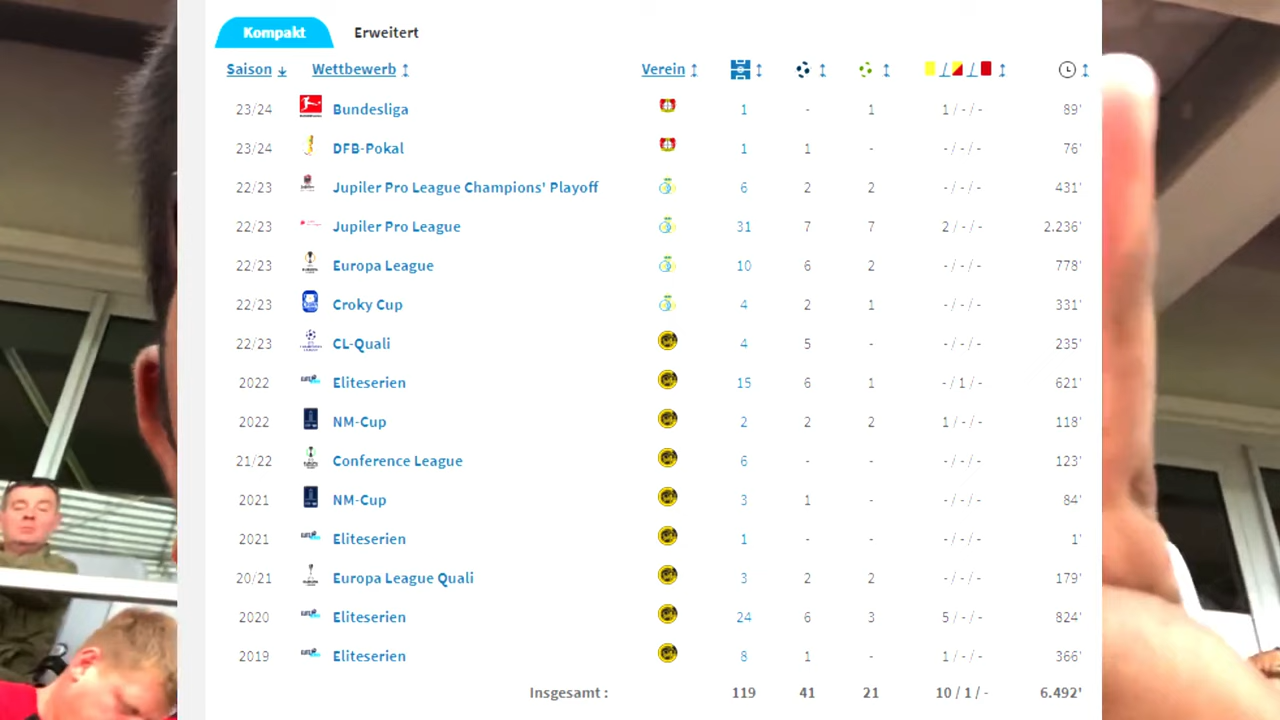 Kompakt Erweitert
Saison Wettbewerb Verein / /
23/24 Bundesliga 1 - 1 1 / - / - 89'
23/24 DFB-Pokal 1 1 - - / - / - 76'
22/23 Jupiler Pro League Champions' Playoff 6 2 2 - / - / - 431'
22/23 Jupiler Pro League 31 7 7 2 / - / - 2.236'
22/23 Europa League 10 6 2 - / - / - 778'
22/23 Croky Cup 4 2 1 - / - / - 331'
22/23 CL-Quali 4 5 - - / - / - 235'
2022 Eliteserien 15 6 1 - / 1 / - 621'
2022 NM-Cup 2 2 2 1 / - / - 118'
21/22 Conference League 6 - - - / - / - 123'
2021 NM-Cup 3 1 - - / - / - 84'
2021 Eliteserien 1 - - - / - / - 1'
20/21 Europa League Quali 3 2 2 - / - / - 179'
2020 Eliteserien 24 6 3 5 / - / - 824'
2019 Eliteserien 8 1 - 1 / - / - 366'
Insgesamt : 119 41 21 10 / 1 / - 6.492'